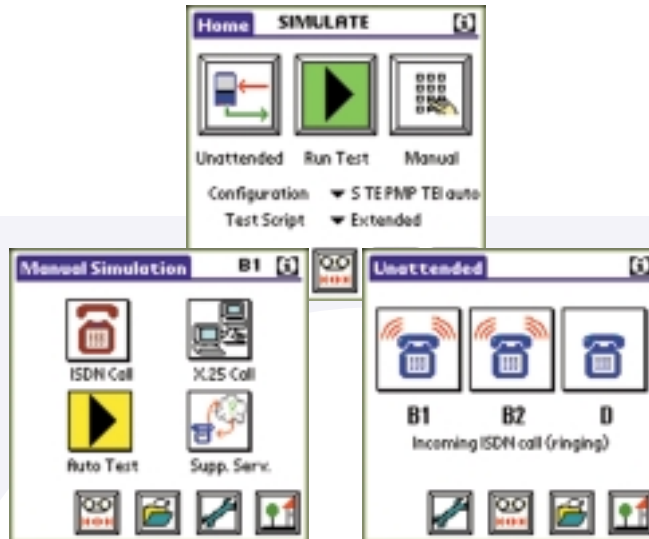 Home SIMULATE
Unattended Run Test Manual
Configuration S TE PMP TEI auto
Test Script Extended
Manual Simulation B1
ISDN Call X.25 Call
Auto Test Supp. Serv.
Unattended
B1 B2 D
Incoming ISDN call (ringing)